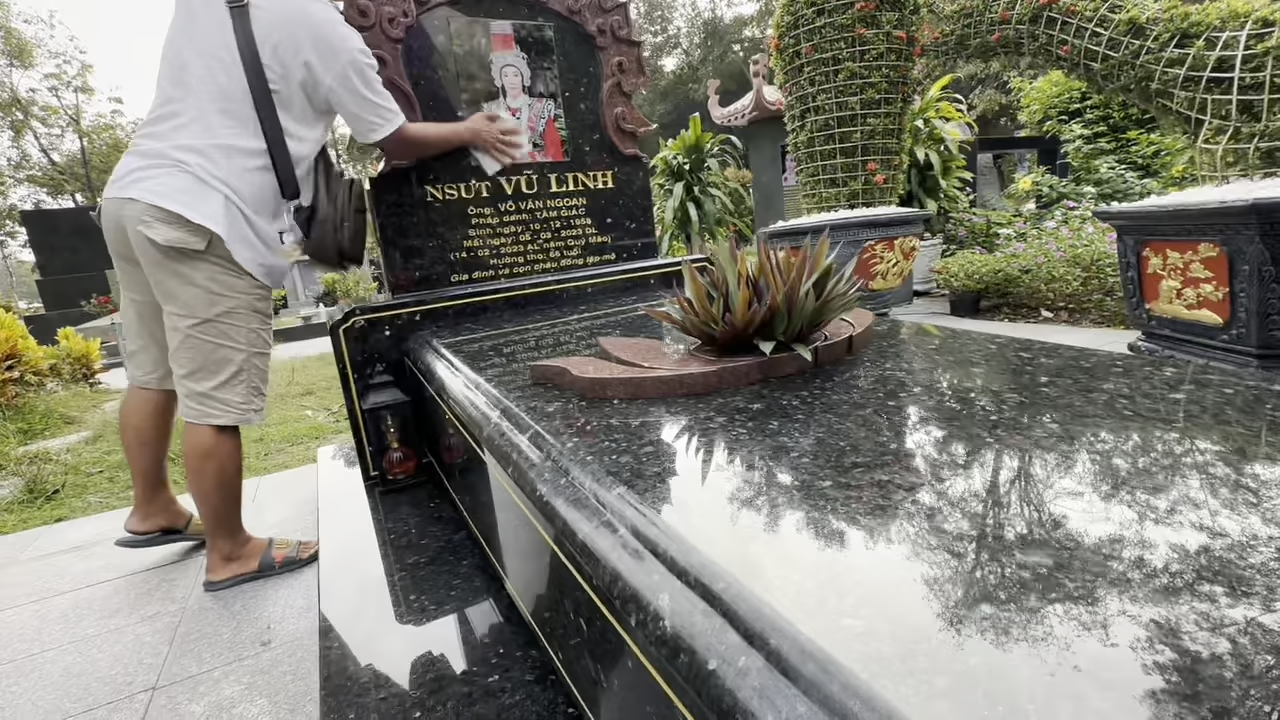 NSƯT VŨ LINH
Ông: VÕ VĂN NGOAN
Pháp danh: TÂM GIÁC
Sinh ngày: 10 - 12 - 1958
Mất ngày: 05 - 03 - 2023 DL
(14 - 02 - 2023 AL năm Quý Mão)
Hưởng thọ: 66 tuổi
Gia đình và con cháu đồng lập mộ